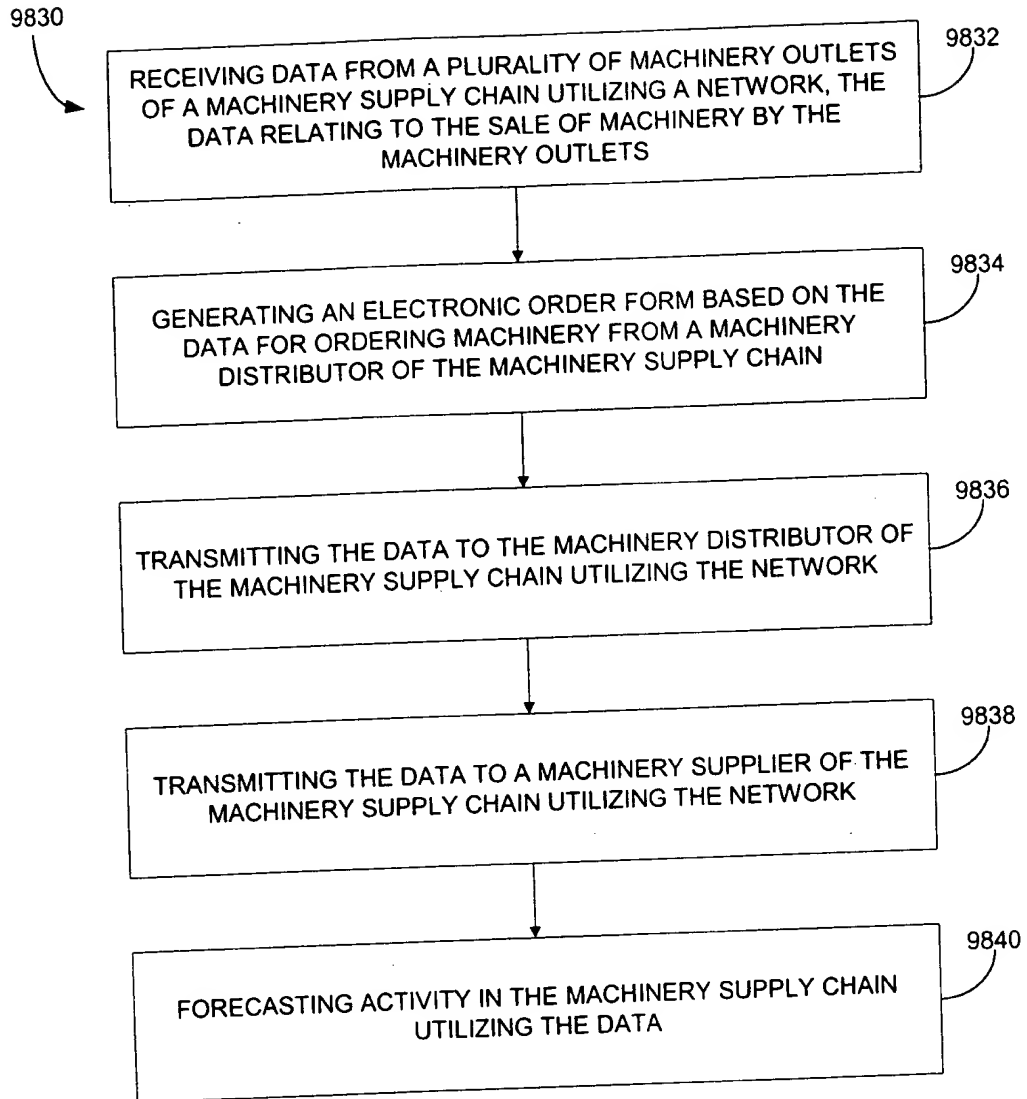 9830
9832
RECEIVING DATA FROM A PLURALITY OF MACHINERY OUTLETS
OF A MACHINERY SUPPLY CHAIN UTILIZING A NETWORK, THE
DATA RELATING TO THE SALE OF MACHINERY BY THE
MACHINERY OUTLETS
9834
GENERATING AN ELECTRONIC ORDER FORM BASED ON THE
DATA FOR ORDERING MACHINERY FROM A MACHINERY
DISTRIBUTOR OF THE MACHINERY SUPPLY CHAIN
9836
TRANSMITTING THE DATA TO THE MACHINERY DISTRIBUTOR OF
THE MACHINERY SUPPLY CHAIN UTILIZING THE NETWORK
9838
TRANSMITTING THE DATA TO A MACHINERY SUPPLIER OF THE
MACHINERY SUPPLY CHAIN UTILIZING THE NETWORK
9840
FORECASTING ACTIVITY IN THE MACHINERY SUPPLY CHAIN
UTILIZING THE DATA